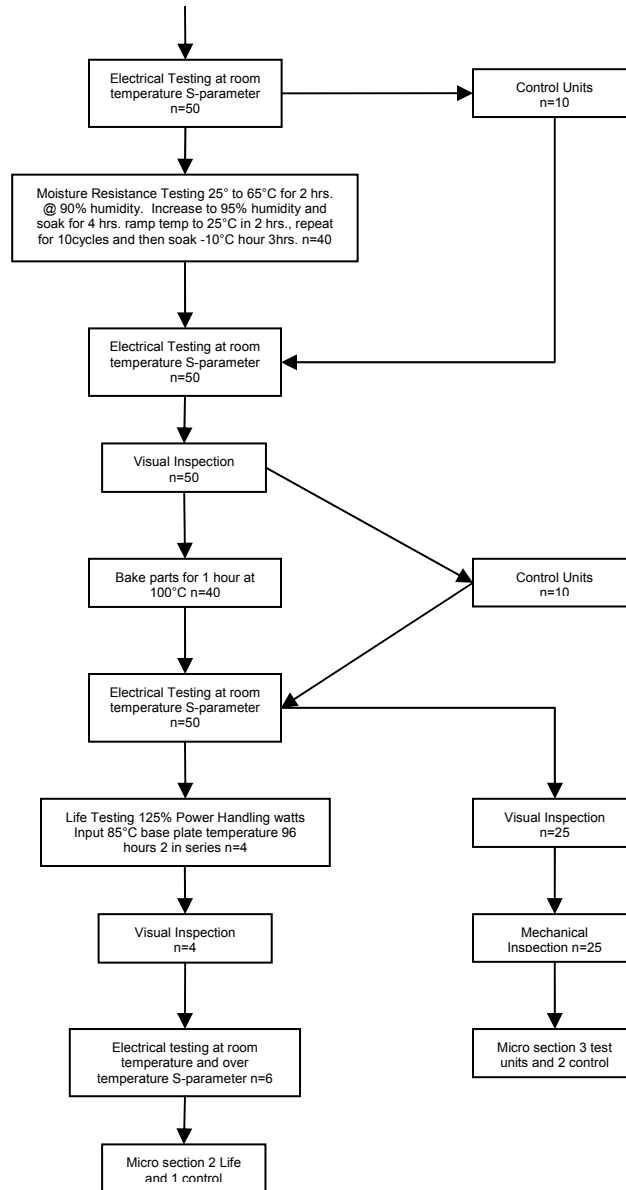 Electrical Testing at room
temperature S-parameter
n=50
Control Units
n=10
Moisture Resistance Testing 25° to 65°C for 2 hrs.
@ 90% humidity. Increase to 95% humidity and
soak for 4 hrs. ramp temp to 25°C in 2 hrs., repeat
for 10cycles and then soak -10°C hour 3hrs. n=40
Electrical Testing at room
temperature S-parameter
n=50
Visual Inspection
n=50
Bake parts for 1 hour at
100°C n=40
Control Units
n=10
Electrical Testing at room
temperature S-parameter
n=50
Life Testing 125% Power Handling watts
Input 85°C base plate temperature 96
hours 2 in series n=4
Visual Inspection
n=25
Visual Inspection
n=4
Mechanical
Inspection n=25
Electrical testing at room
temperature and over
temperature S-parameter n=6
Micro section 3 test
units and 2 control
Micro section 2 Life
and 1 control